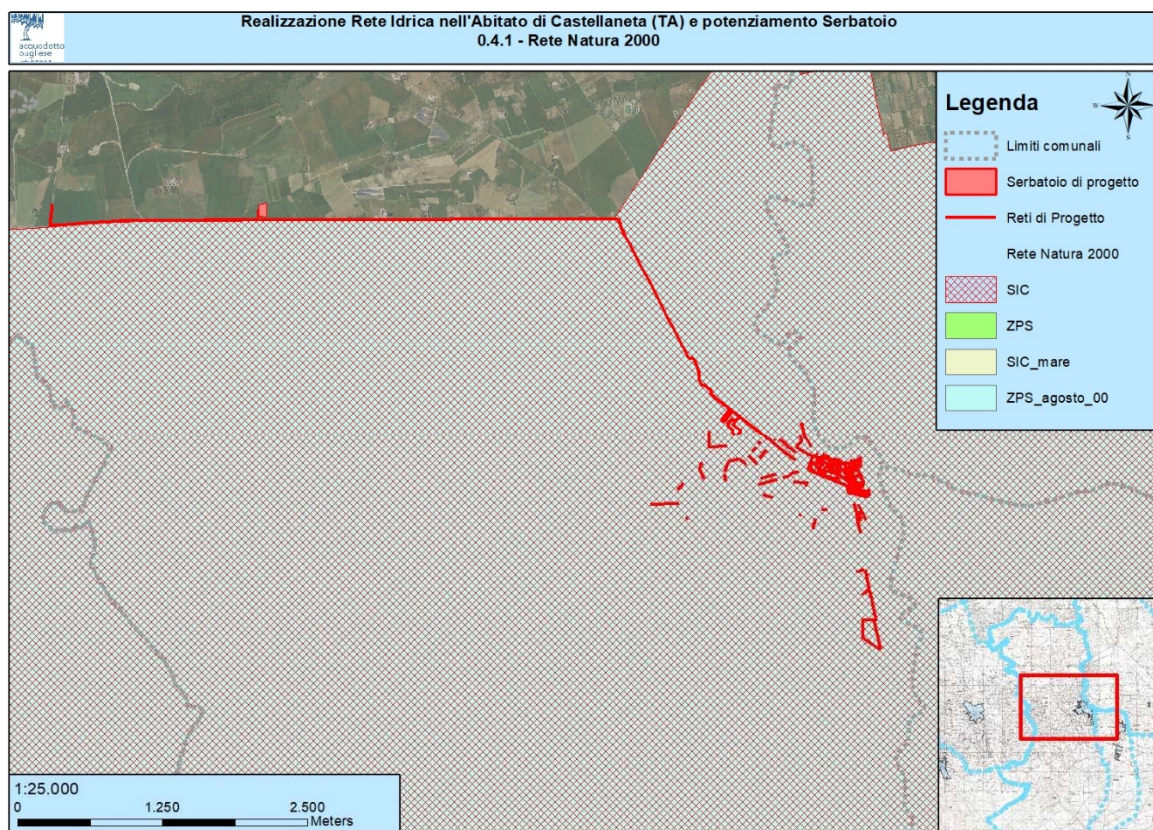 Realizzazione Rete Idrica nell'Abitato di Castellaneta (TA) e potenziamento Serbatoio
0.4.1 - Rete Natura 2000
acquedotto
pugliese
Legenda
N
W
E
S
Limiti comunali
Serbatoio di progetto
Reti di Progetto
Rete Natura 2000
SIC
ZPS
SIC_mare
ZPS_agosto_00
1:25.000
0 1.250 2.500
Meters